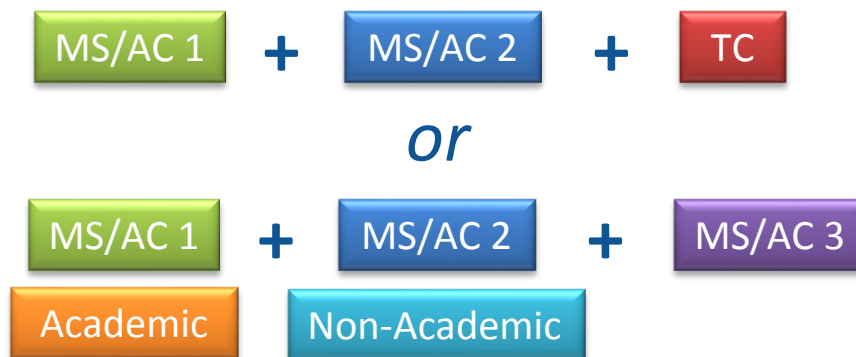 MS/AC 1 + MS/AC 2 + TC
or
MS/AC 1 + MS/AC 2 + MS/AC 3
Academic Non-Academic